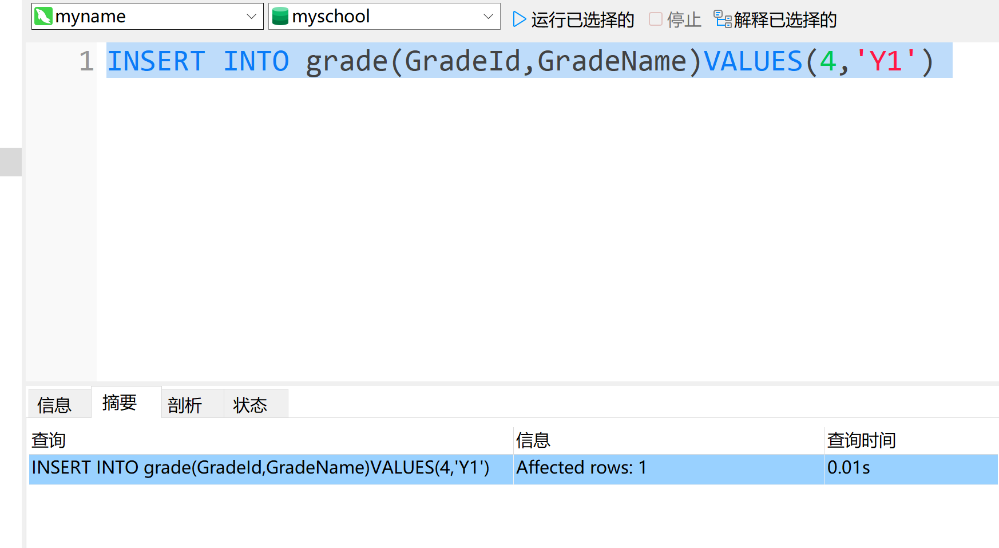 myname myschool 运行已选择的 停止 解释已选择的
1 INSERT INTO grade(GradeId,GradeName)VALUES(4,'Y1')
信息 摘要 剖析 状态
查询 信息 查询时间
INSERT INTO grade(GradeId,GradeName)VALUES(4,'Y1') Affected rows: 1 0.01s